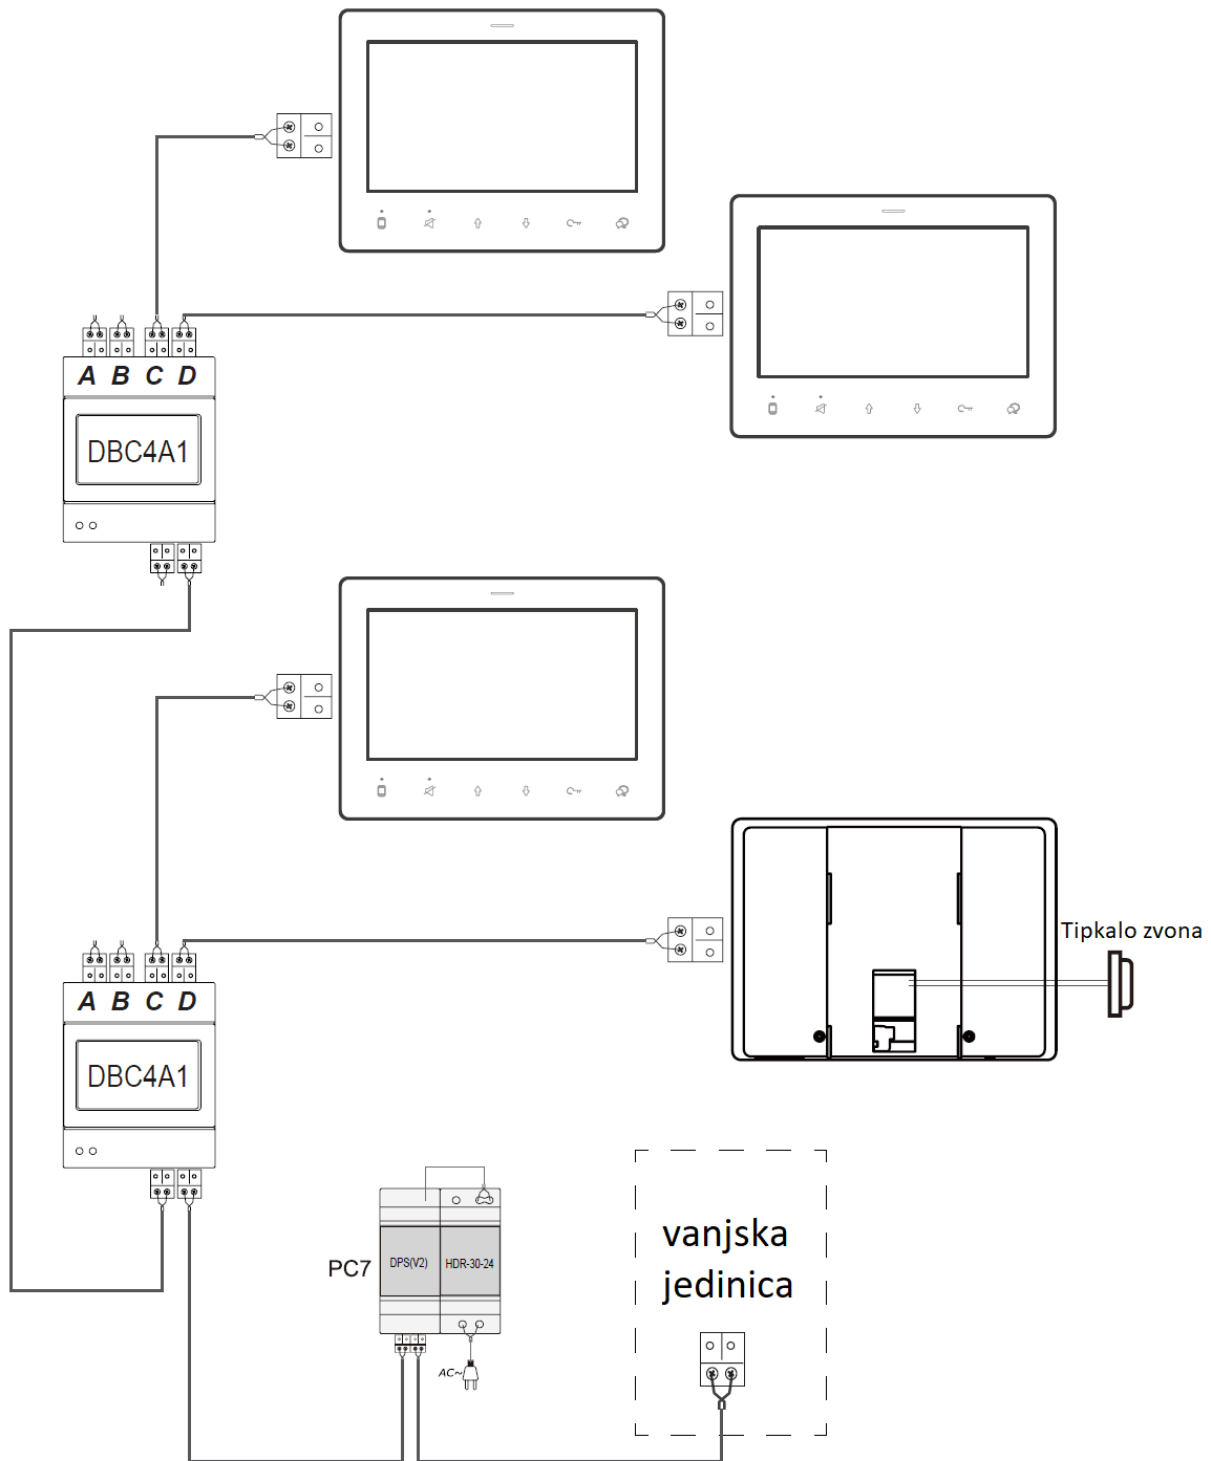 A B C D
DBC4A1
Tipkalo zvona
A B C D
DBC4A1
PC7
DPS(V2)
HDR-30-24
AC~
vanjska
jedinica